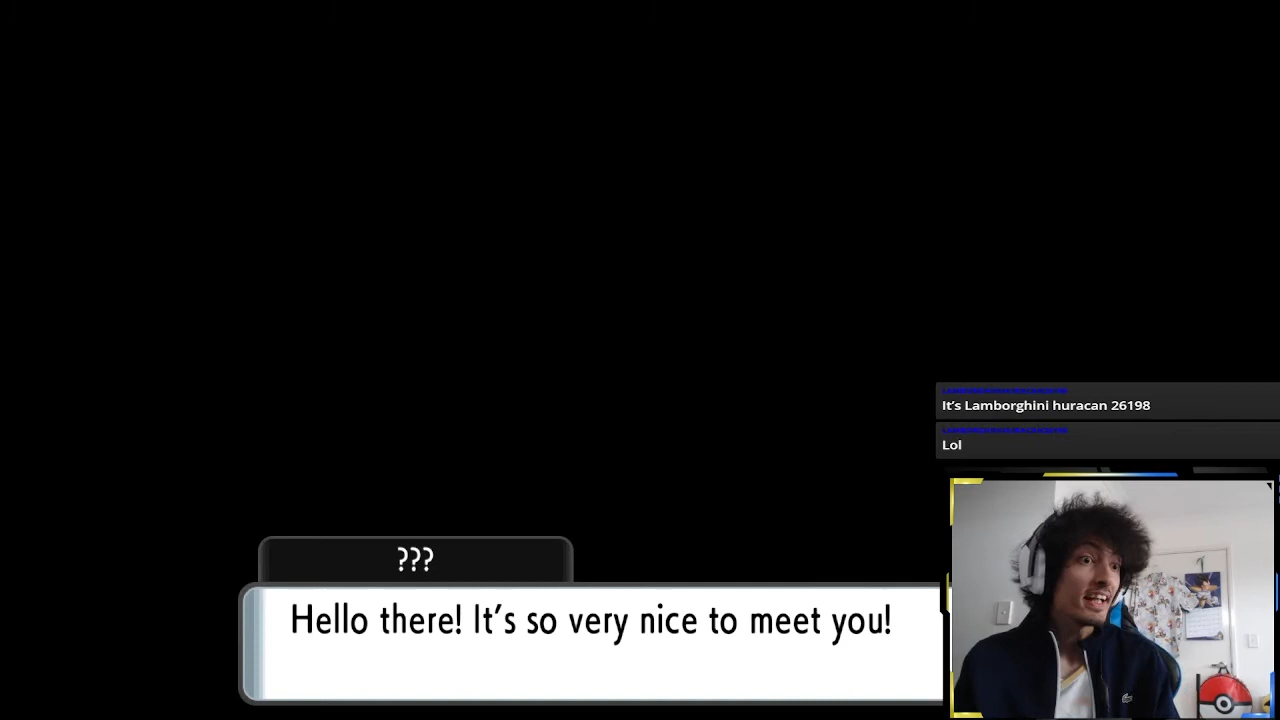 It’s Lamborghini huracan 26198
Lol
???
Hello there! It’s so very nice to meet you!